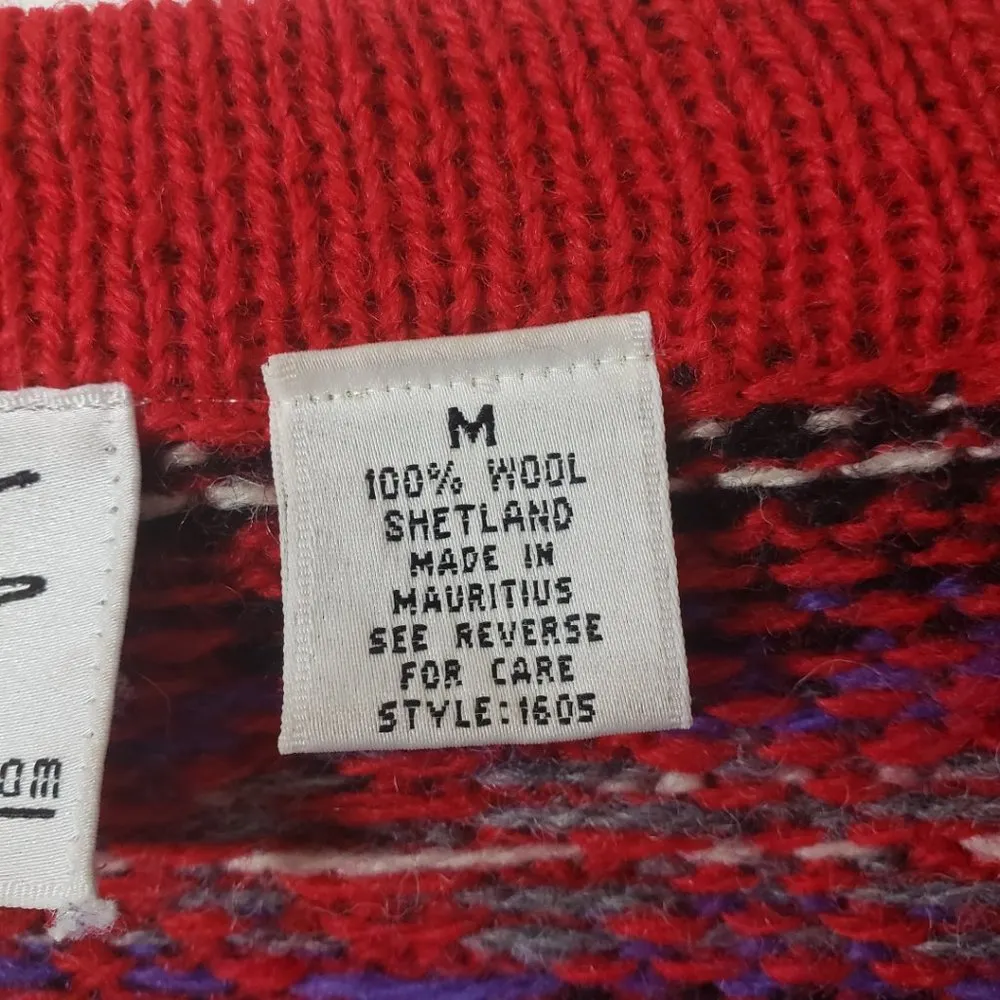 M
100% WOOL
SHETLAND
MADE IN
MAURITIUS
SEE REVERSE
FOR CARE
STYLE:1605